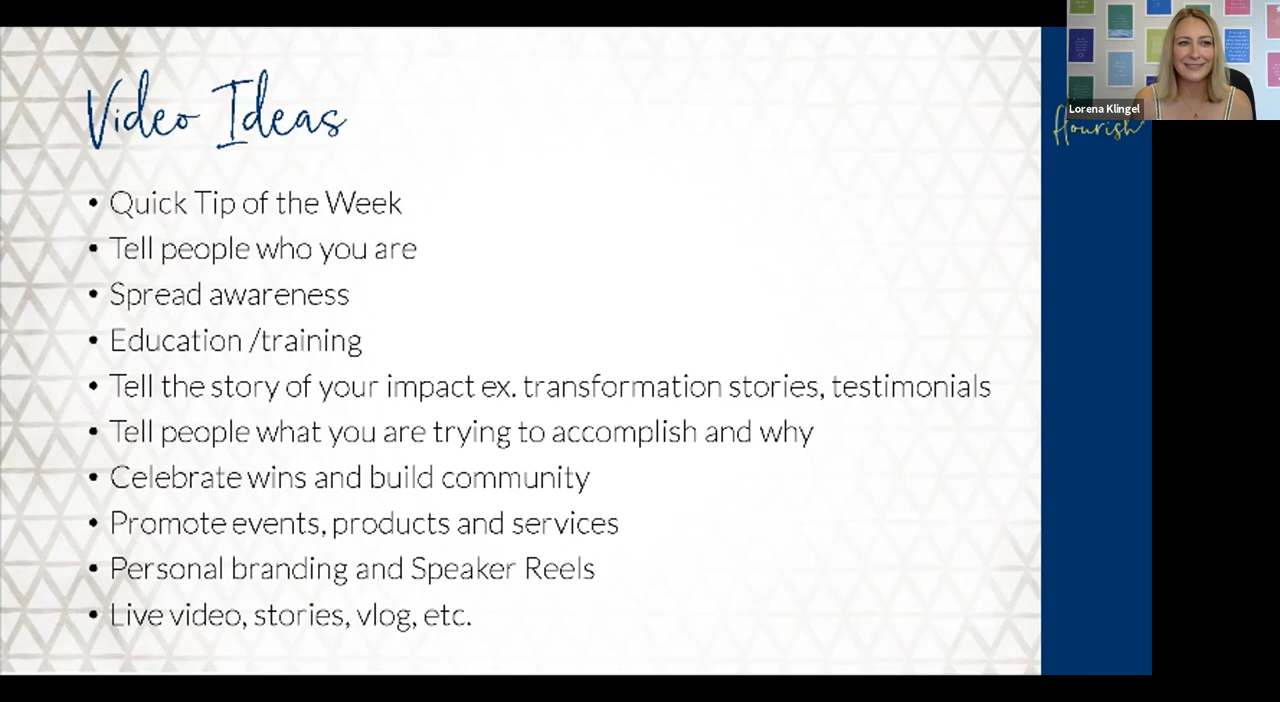 Video Ideas
• Quick Tip of the Week
• Tell people who you are
• Spread awareness
• Education /training
• Tell the story of your impact ex. transformation stories, testimonials
• Tell people what you are trying to accomplish and why
• Celebrate wins and build community
• Promote events, products and services
• Personal branding and Speaker Reels
• Live video, stories, vlog, etc.
Lorena Klingel
flourish